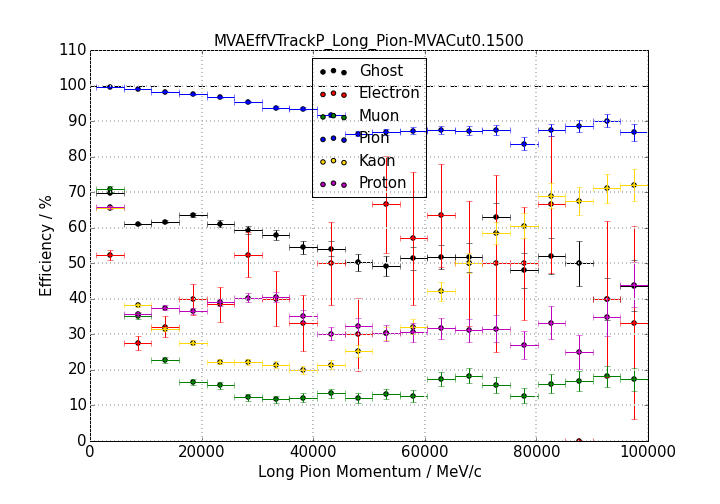 MVAEffVTrackP_Long_Pion-MVACut0.1500
110
100
90
80
70
60
50
40
30
20
10
0
Efficiency / %
Ghost
Electron
Muon
Pion
Kaon
Proton
0 20000 40000 60000 80000 100000
Long Pion Momentum / MeV/c